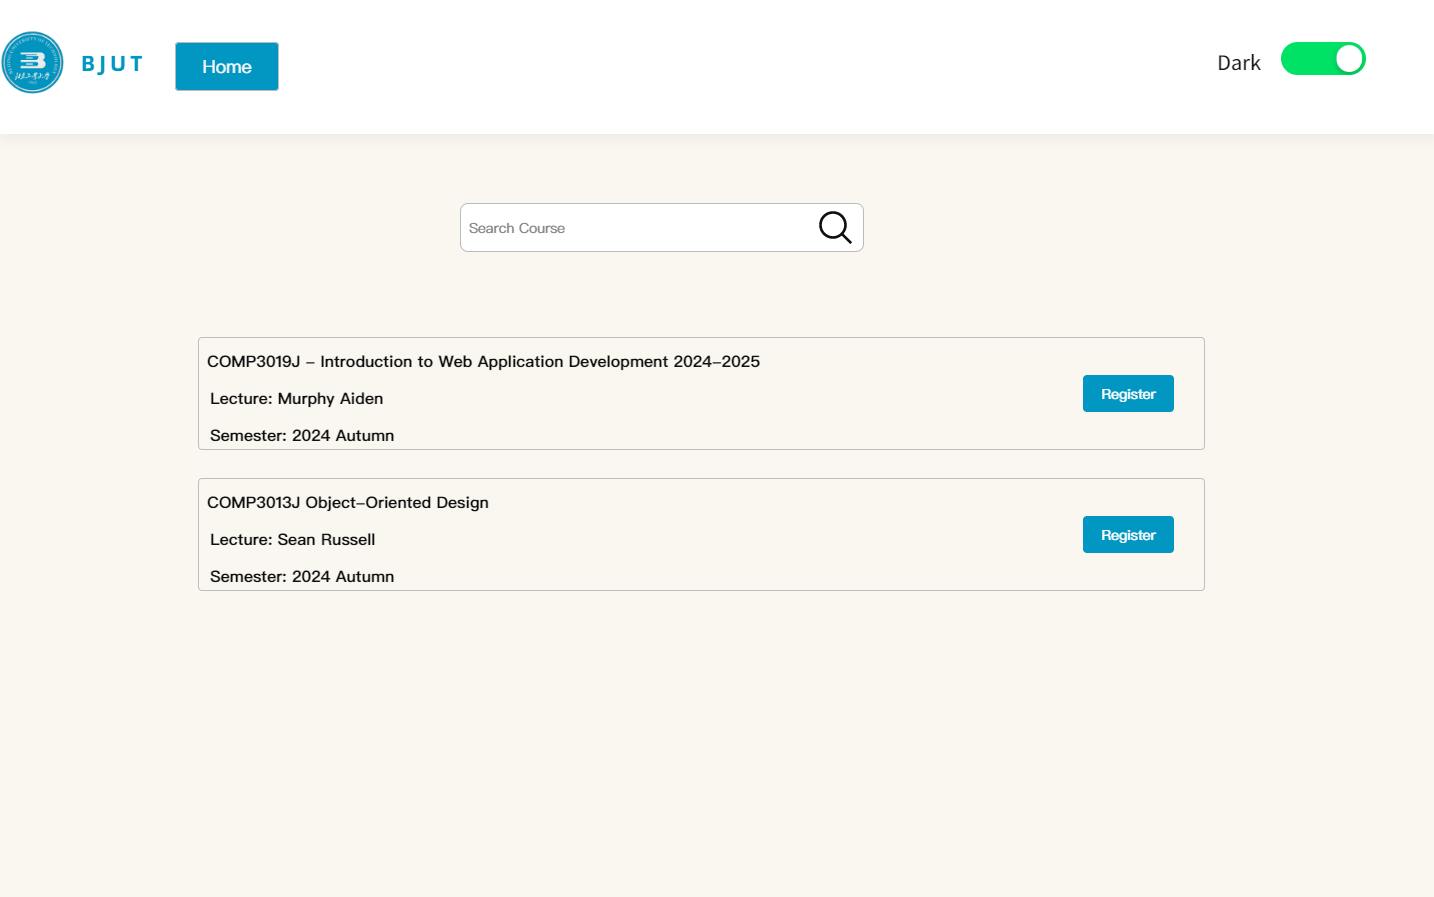 BJUT
Home
Dark
Search Course
COMP3019J - Introduction to Web Application Development 2024-2025
Lecture: Murphy Aiden
Register
Semester: 2024 Autumn
COMP3013J Object-Oriented Design
Lecture: Sean Russell
Register
Semester: 2024 Autumn